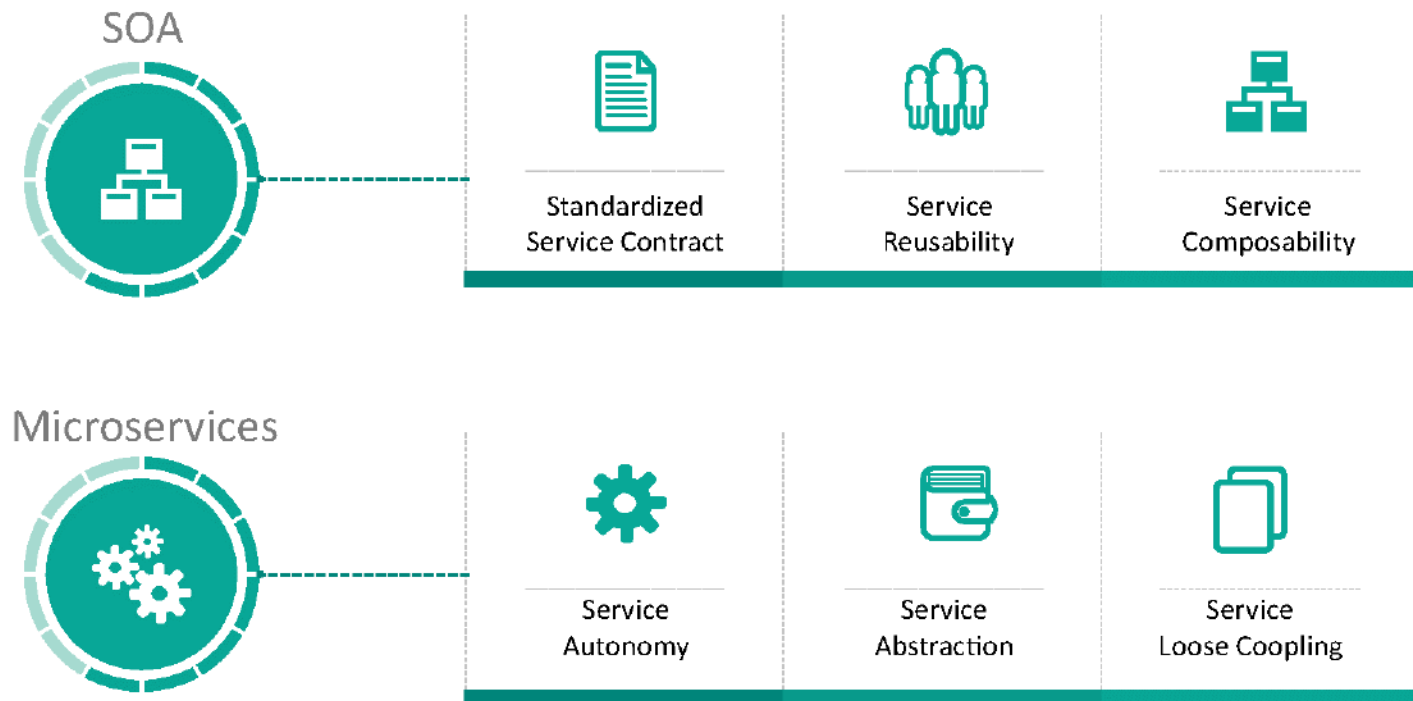 SOA
Standardized
Service Contract
Service
Reusability
Service
Composability
Microservices
Service
Autonomy
Service
Abstraction
Service
Loose Coopling